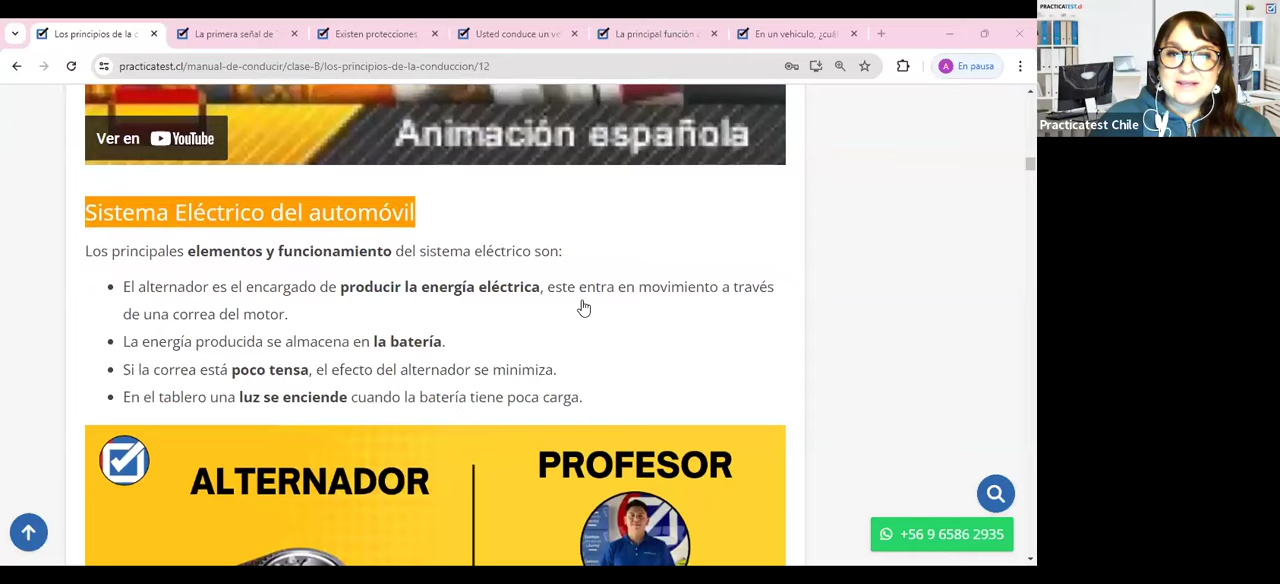 Los principios de la c
La primera señal de
Existen protecciones
Usted conduce un ve
La principal función
En un vehículo, ¿cuál
practicatest.cl/manual-de-conducir/clase-B/los-principios-de-la-conduccion/12
A
En pausa
PRACTICATEST.cl
Practicatest Chile
Ver en YouTube
Animación española
Sistema Eléctrico del automóvil
Los principales elementos y funcionamiento del sistema eléctrico son:
El alternador es el encargado de producir la energía eléctrica, este entra en movimiento a través
de una correa del motor.
La energía producida se almacena en la batería.
Si la correa está poco tensa, el efecto del alternador se minimiza.
En el tablero una luz se enciende cuando la batería tiene poca carga.
ALTERNADOR
PROFESOR
+56 9 6586 2935